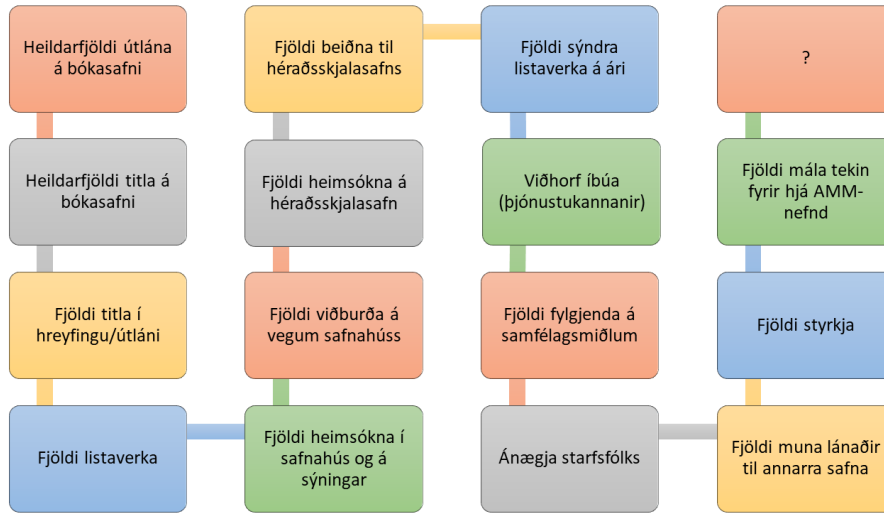 Heildarfjöldi útlána
á bókasafni
Heildarfjöldi titla á
bókasafni
Fjöldi titla í
hreyfingu/útláni
Fjöldi listaverka
Fjöldi heimsókna í
safnahús og á
sýningar
Fjöldi viðburða á
vegum safnahúss
Fjöldi heimsókna á
héraðsskjalasafn
Fjöldi beiðna til
héraðsskjalasafns
Fjöldi sýndra
listaverka á ári
Viðhorf íbúa
(þjónustukannanir)
Fjöldi fylgjenda á
samfélagsmiðlum
Ánægja starfsfólks
Fjöldi muna lánaðir
til annarra safna
Fjöldi styrkja
Fjöldi mála tekin
fyrir hjá AMM-
nefnd
?